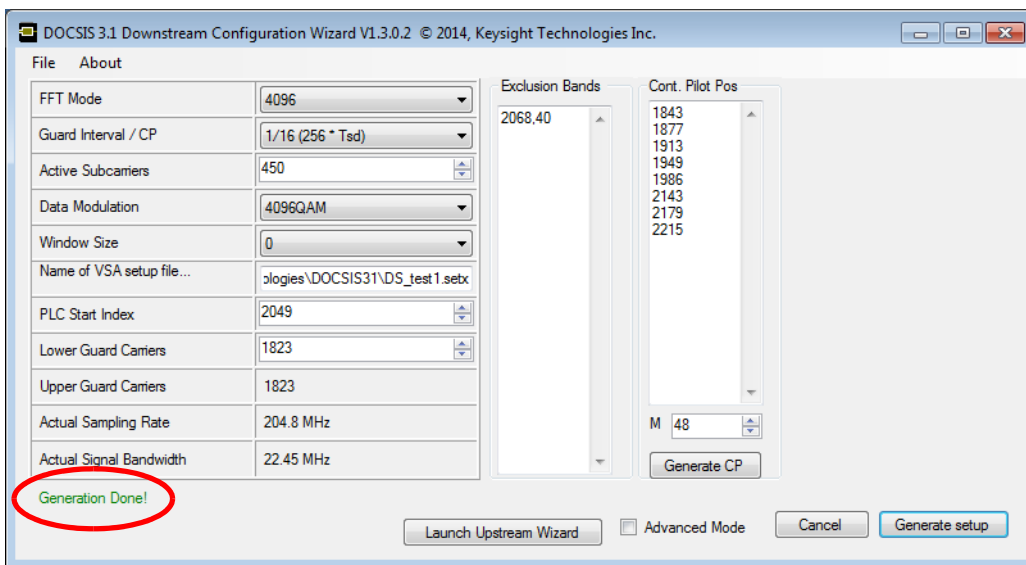 DOCSIS 3.1 Downstream Configuration Wizard V1.3.0.2 © 2014, Keysight Technologies Inc.
File About
FFT Mode 4096
Guard Interval / CP 1/16 (256 * Tsd)
Active Subcarriers 450
Data Modulation 4096QAM
Window Size 0
Name of VSA setup file... ologies\DOCSIS31\DS_test1.setx
PLC Start Index 2049
Lower Guard Carriers 1823
Upper Guard Carriers 1823
Actual Sampling Rate 204.8 MHz
Actual Signal Bandwidth 22.45 MHz
Generation Done!
Exclusion Bands
2068,40
Cont. Pilot Pos
1843
1877
1913
1949
1986
2143
2179
2215
M 48
Generate CP
Launch Upstream Wizard
Advanced Mode
Cancel
Generate setup